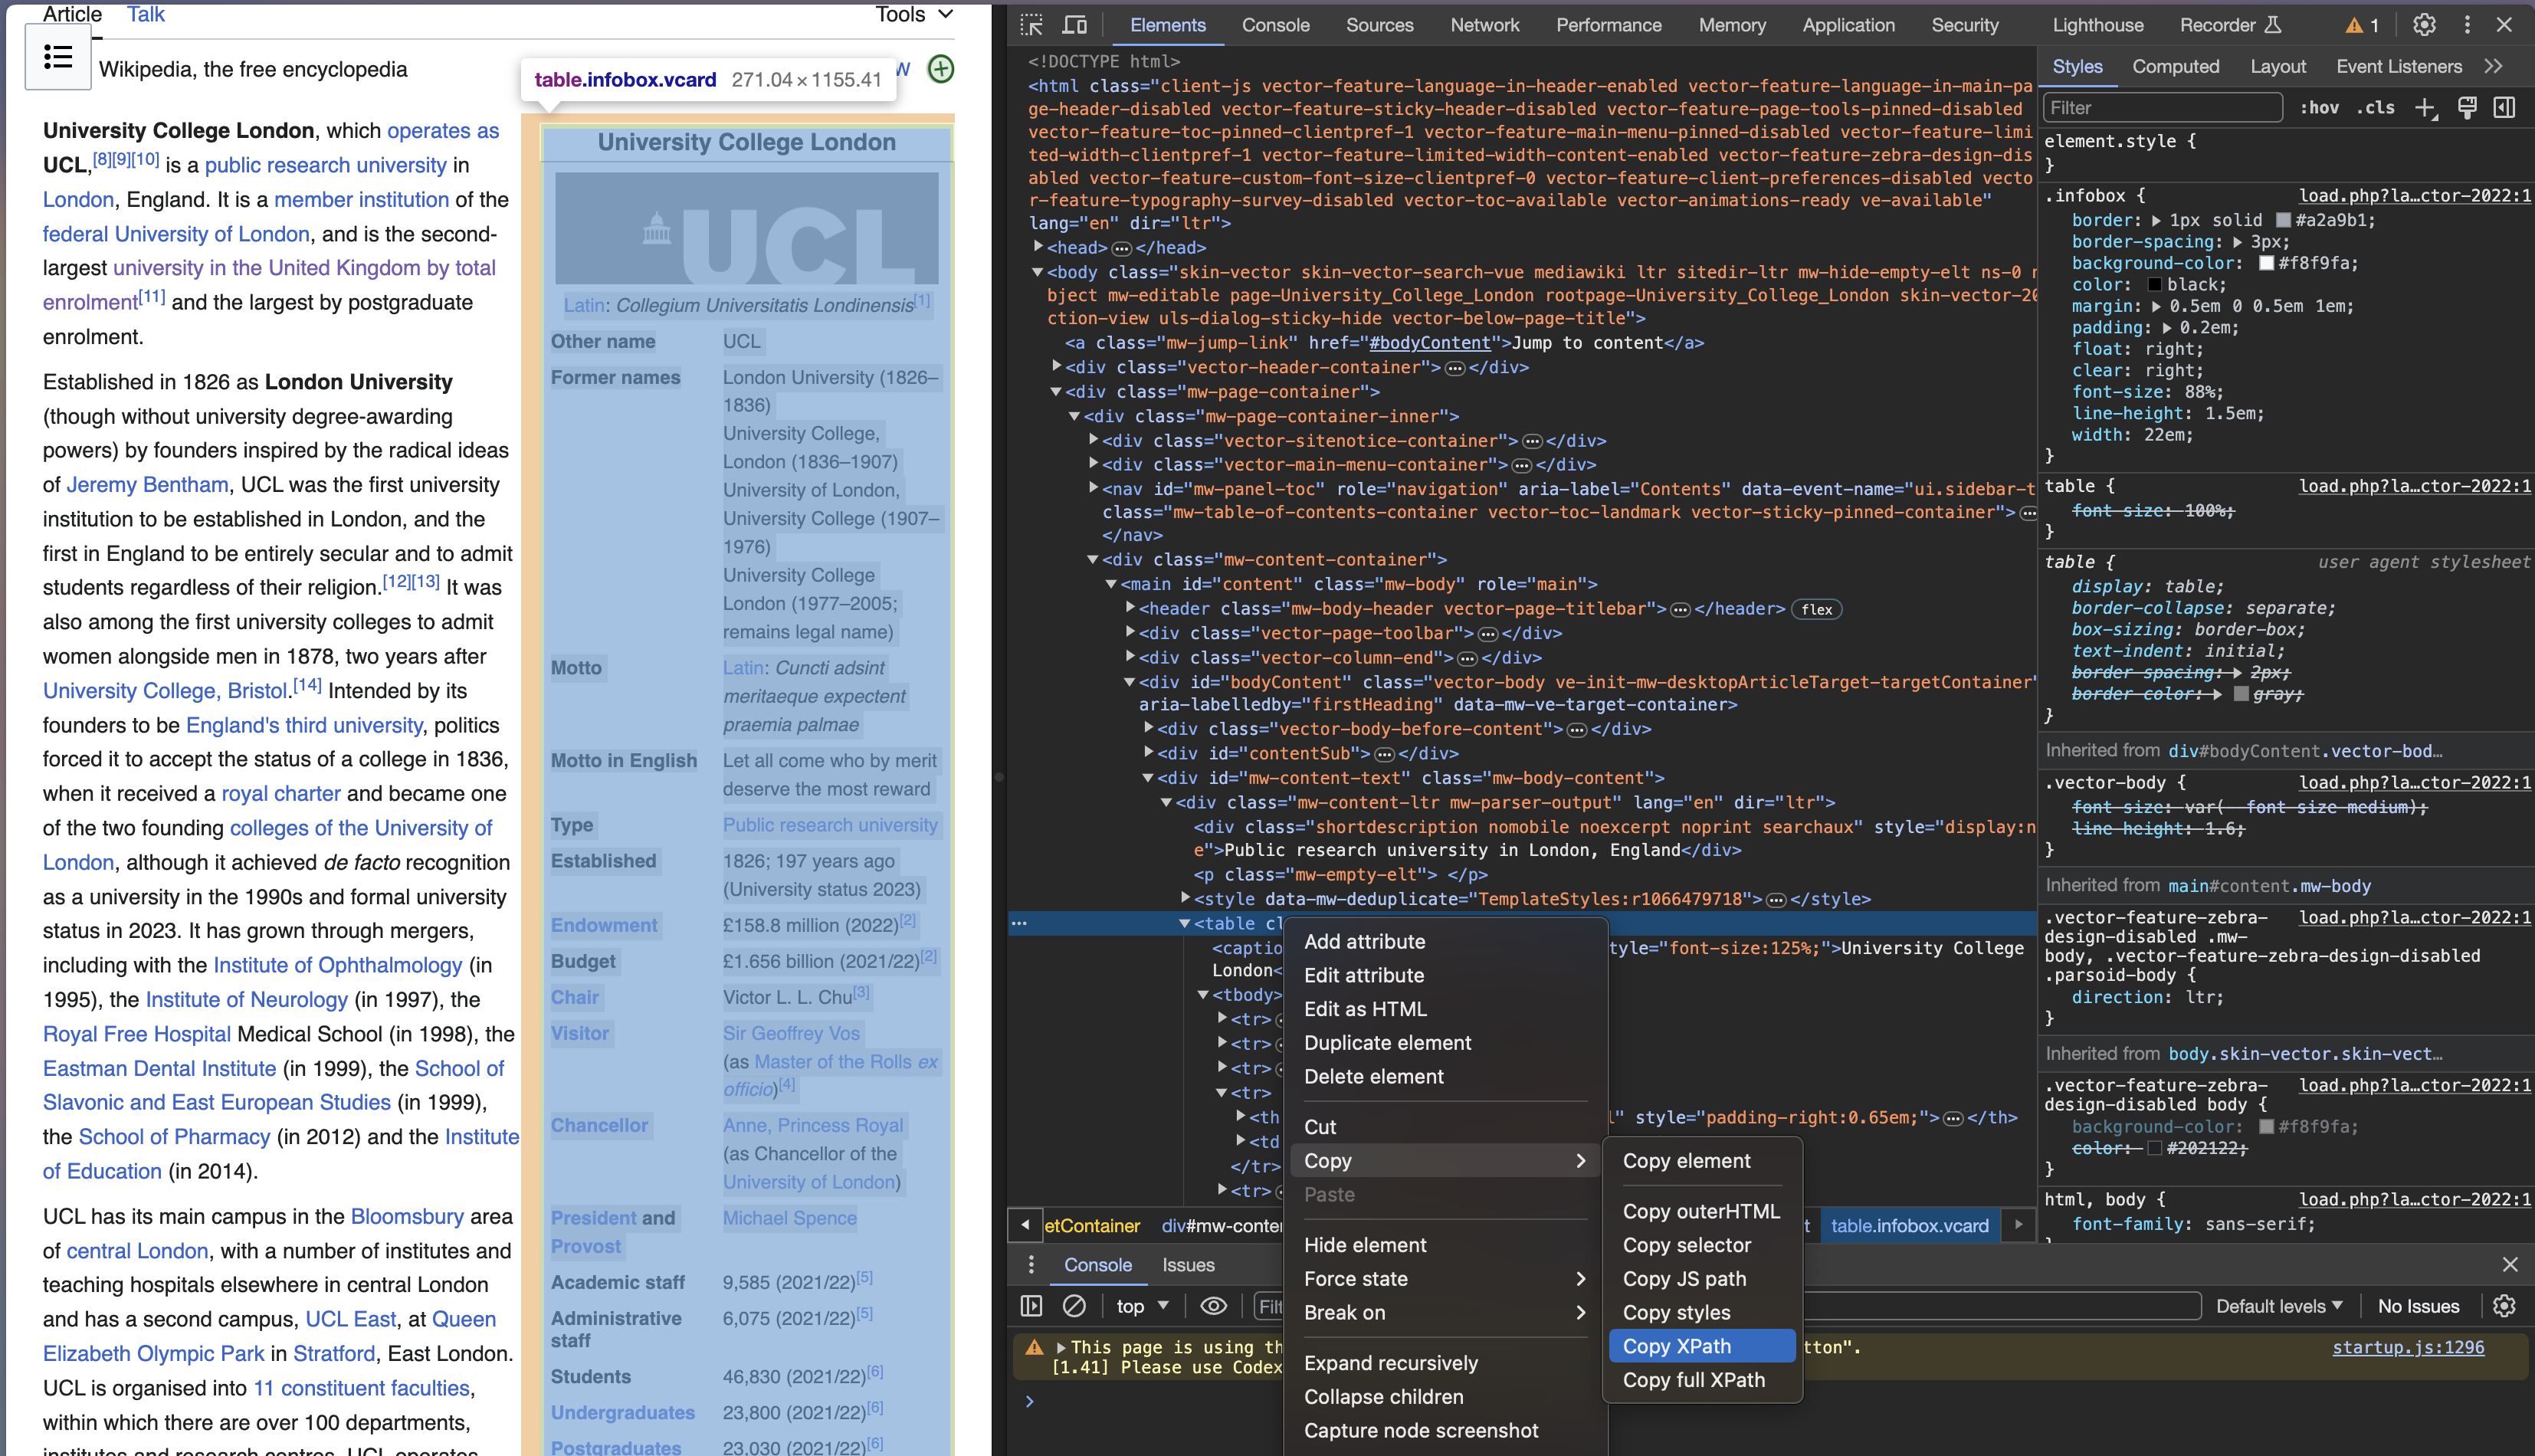 Article Talk Tools
Wikipedia, the free encyclopedia
table.infobox.vcard 271.04 × 1155.41
University College London, which operates as
UCL,[8][9][10] is a public research university in
London, England. It is a member institution of the
federal University of London, and is the second-
largest university in the United Kingdom by total
enrolment[11] and the largest by postgraduate
enrolment.
Established in 1826 as London University
(though without university degree-awarding
powers) by founders inspired by the radical ideas
of Jeremy Bentham, UCL was the first university
institution to be established in London, and the
first in England to be entirely secular and to admit
students regardless of their religion.[12][13] It was
also among the first university colleges to admit
women alongside men in 1878, two years after
University College, Bristol.[14] Intended by its
founders to be England's third university, politics
forced it to accept the status of a college in 1836,
when it received a royal charter and became one
of the two founding colleges of the University of
London, although it achieved de facto recognition
as a university in the 1990s and formal university
status in 2023. It has grown through mergers,
including with the Institute of Ophthalmology (in
1995), the Institute of Neurology (in 1997), the
Royal Free Hospital Medical School (in 1998), the
Eastman Dental Institute (in 1999), the School of
Slavonic and East European Studies (in 1999),
the School of Pharmacy (in 2012) and the Institute
of Education (in 2014).
UCL has its main campus in the Bloomsbury area
of central London, with a number of institutes and
teaching hospitals elsewhere in central London
and has a second campus, UCL East, at Queen
Elizabeth Olympic Park in Stratford, East London.
UCL is organised into 11 constituent faculties,
within which there are over 100 departments,
institutes and research centres. UCL operates
University College London
UCL
Latin: Collegium Universitatis Londinensis[1]
Other name UCL
Former names London University (1826–
1836)
University College,
London (1836–1907)
University of London,
University College (1907–
1976)
University College
London (1977–2005;
remains legal name)
Motto Latin: Cuncti adsint
meritaeque expectent
praemia palmae
Motto in English Let all come who by merit
deserve the most reward
Type Public research university
Established 1826; 197 years ago
(University status 2023)
Endowment £158.8 million (2022)[2]
Budget £1.656 billion (2021/22)[2]
Chair Victor L. L. Chu[3]
Visitor Sir Geoffrey Vos
(as Master of the Rolls ex
officio)[4]
Chancellor Anne, Princess Royal
(as Chancellor of the
University of London)
President and Michael Spence
Provost
Academic staff 9,585 (2021/22)[5]
Administrative 6,075 (2021/22)[5]
staff
Students 46,830 (2021/22)[6]
Undergraduates 23,800 (2021/22)[6]
Postgraduates 23,030 (2021/22)[6]
Elements Console Sources Network Performance Memory Application Security Lighthouse Recorder 1
<!DOCTYPE html>
<html class="client-js vector-feature-language-in-header-enabled vector-feature-language-in-main-pa
ge-header-disabled vector-feature-sticky-header-disabled vector-feature-page-tools-pinned-disabled
vector-feature-toc-pinned-clientpref-1 vector-feature-main-menu-pinned-disabled vector-feature-limi
ted-width-clientpref-1 vector-feature-limited-width-content-enabled vector-feature-zebra-design-dis
abled vector-feature-custom-font-size-clientpref-0 vector-feature-client-preferences-disabled vecto
r-feature-typography-survey-disabled vector-toc-available vector-animations-ready ve-available"
lang="en" dir="ltr">
<head> ••• </head>
<body class="skin-vector skin-vector-search-vue mediawiki ltr sitedir-ltr mw-hide-empty-elt ns-0
bject mw-editable page-University_College_London rootpage-University_College_London skin-vector-20
ction-view uls-dialog-sticky-hide vector-below-page-title">
<a class="mw-jump-link" href="#bodyContent">Jump to content</a>
<div class="vector-header-container"> ••• </div>
<div class="mw-page-container">
<div class="mw-page-container-inner">
<div class="vector-sitenotice-container"> ••• </div>
<div class="vector-main-menu-container"> ••• </div>
<nav id="mw-panel-toc" role="navigation" aria-label="Contents" data-event-name="ui.sidebar-t
class="mw-table-of-contents-container vector-toc-landmark vector-sticky-pinned-container"> •••
</nav>
<div class="mw-content-container">
<main id="content" class="mw-body" role="main">
<header class="mw-body-header vector-page-titlebar"> ••• </header> flex
<div class="vector-page-toolbar"> ••• </div>
<div class="vector-column-end"> ••• </div>
<div id="bodyContent" class="vector-body ve-init-mw-desktopArticleTarget-targetContainer"
aria-labelledby="firstHeading" data-mw-ve-target-container>
<div class="vector-body-before-content"> ••• </div>
<div id="contentSub"> ••• </div>
<div id="mw-content-text" class="mw-body-content">
<div class="mw-content-ltr mw-parser-output" lang="en" dir="ltr">
<div class="shortdescription nomobile noexcerpt noprint searchaux" style="display:n
e">Public research university in London, England</div>
<p class="mw-empty-elt"> </p>
<style data-mw-deduplicate="TemplateStyles:r1066479718"> ••• </style>
••• <table cl
<captio tyle="font-size:125%;">University College
London<
<tbody>
<tr>
<tr>
<tr>
<tr>
<th l" style="padding-right:0.65em;"> ••• </th>
<td
</tr>
<tr>
Add attribute
Edit attribute
Edit as HTML
Duplicate element
Delete element
Cut
Copy
Paste
Hide element
Force state
Break on
Expand recursively
Collapse children
Capture node screenshot
Copy element
Copy outerHTML
Copy selector
Copy JS path
Copy styles
Copy XPath
Copy full XPath
etContainer div#mw-conte t table.infobox.vcard
Console Issues
top Filt Default levels No Issues
This page is using th tton". startup.js:1296
[1.41] Please use Codex
Styles Computed Layout Event Listeners
Filter :hov .cls
element.style {
}
.infobox { load.php?la…ctor-2022:1
border: 1px solid #a2a9b1;
border-spacing: 3px;
background-color: #f8f9fa;
color: black;
margin: 0.5em 0 0.5em 1em;
padding: 0.2em;
float: right;
clear: right;
font-size: 88%;
line-height: 1.5em;
width: 22em;
}
table { load.php?la…ctor-2022:1
font-size: 100%;
}
table { user agent stylesheet
display: table;
border-collapse: separate;
box-sizing: border-box;
text-indent: initial;
border-spacing: 2px;
border-color: gray;
}
Inherited from div#bodyContent.vector-bod…
.vector-body { load.php?la…ctor-2022:1
font-size: var(--font-size-medium);
line-height: 1.6;
}
Inherited from main#content.mw-body
.vector-feature-zebra- load.php?la…ctor-2022:1
design-disabled .mw-
body, .vector-feature-zebra-design-disabled
.parsoid-body {
direction: ltr;
}
Inherited from body.skin-vector.skin-vect…
.vector-feature-zebra- load.php?la…ctor-2022:1
design-disabled body {
background-color: #f8f9fa;
color: #202122;
}
html, body { load.php?la…ctor-2022:1
font-family: sans-serif;